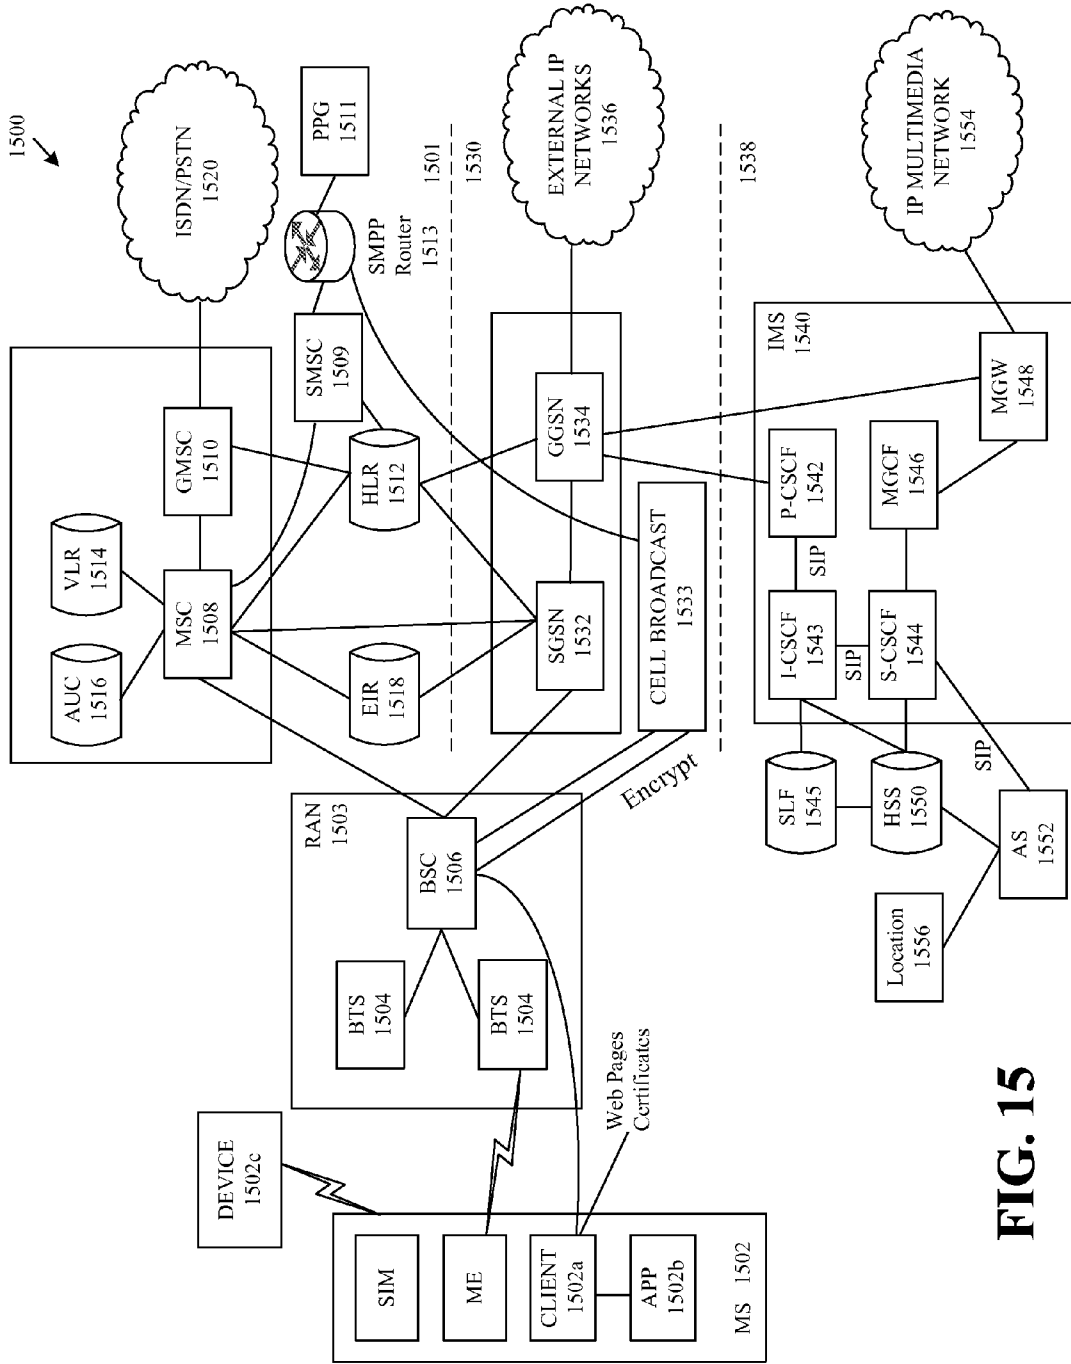 1500
ISDN/PSTN
1520
PPG
1511
SMPP
Router
1513
1501
1530
EXTERNAL IP
NETWORKS
1536
1538
IP MULTIMEDIA
NETWORK
1554
VLR
1514
AUC
1516
MSC
1508
GMSC
1510
SMSC
1509
HLR
1512
EIR
1518
SGSN
1532
GGSN
1534
CELL BROADCAST
1533
IMS
1540
P-CSCF
1542
MGW
1548
MGCF
1546
SIP
I-CSCF
1543
SIP
S-CSCF
1544
SIP
SLF
1545
HSS
1550
AS
1552
Location
1556
RAN
1503
BSC
1506
Encrypt
BTS
1504
BTS
1504
Web Pages
Certificates
DEVICE
1502c
SIM
ME
CLIENT
1502a
APP
1502b
MS 1502
FIG. 15